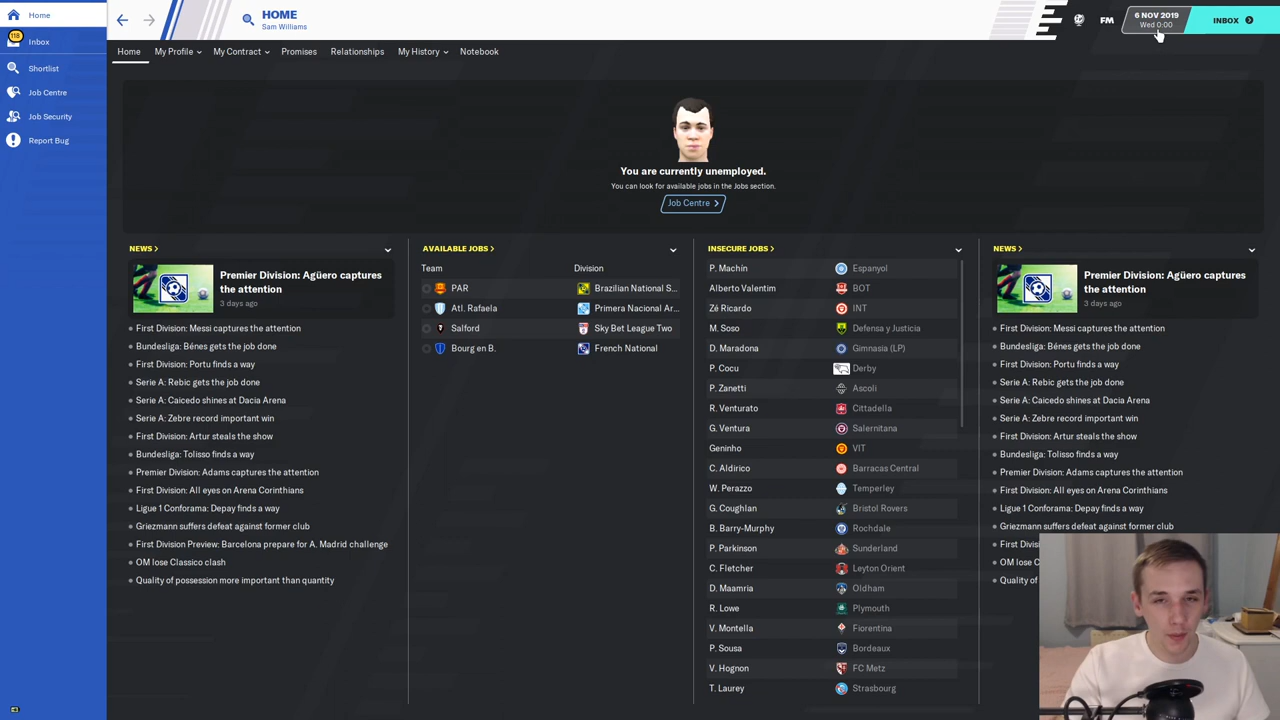 Home
118
Inbox
Shortlist
Job Centre
Job Security
Report Bug
HOME
Sam Williams
FM
6 NOV 2019
Wed 0:00
INBOX
Home
My Profile
My Contract
Promises
Relationships
My History
Notebook
You are currently unemployed.
You can look for available jobs in the Jobs section.
Job Centre
NEWS >
Premier Division: Agüero captures
the attention
3 days ago
First Division: Messi captures the attention
Bundesliga: Bénes gets the job done
First Division: Portu finds a way
Serie A: Rebic gets the job done
Serie A: Caicedo shines at Dacia Arena
Serie A: Zebre record important win
First Division: Artur steals the show
Bundesliga: Tolisso finds a way
Premier Division: Adams captures the attention
First Division: All eyes on Arena Corinthians
Ligue 1 Conforama: Depay finds a way
Griezmann suffers defeat against former club
First Division Preview: Barcelona prepare for A. Madrid challenge
OM lose Classico clash
Quality of possession more important than quantity
AVAILABLE JOBS >
Team Division
PAR Brazilian National S...
Atl. Rafaela Primera Nacional Ar...
Salford Sky Bet League Two
Bourg en B. French National
INSECURE JOBS >
P. Machín Espanyol
Alberto Valentim BOT
Zé Ricardo INT
M. Soso Defensa y Justicia
D. Maradona Gimnasia (LP)
P. Cocu Derby
P. Zanetti Ascoli
R. Venturato Cittadella
G. Ventura Salernitana
Geninho VIT
C. Aldirico Barracas Central
W. Perazzo Temperley
G. Coughlan Bristol Rovers
B. Barry-Murphy Rochdale
P. Parkinson Sunderland
C. Fletcher Leyton Orient
D. Maamria Oldham
R. Lowe Plymouth
V. Montella Fiorentina
P. Sousa Bordeaux
V. Hognon FC Metz
T. Laurey Strasbourg
NEWS >
Premier Division: Agüero captures
the attention
3 days ago
First Division: Messi captures the attention
Bundesliga: Bénes gets the job done
First Division: Portu finds a way
Serie A: Rebic gets the job done
Serie A: Caicedo shines at Dacia Arena
Serie A: Zebre record important win
First Division: Artur steals the show
Bundesliga: Tolisso finds a way
Premier Division: Adams captures the attention
First Division: All eyes on Arena Corinthians
Ligue 1 Conforama: Depay finds a way
Griezmann suffers defeat against former club
First Divisi
OM lose C
Quality of